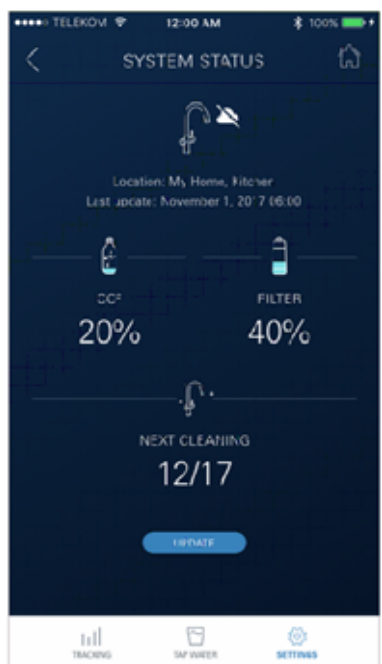 TELEKOM 12:00 AM 100%
SYSTEM STATUS
Location: My Home, Kitchen
Last update: November 1, 2017 06:00
CO² FILTER
20% 40%
NEXT CLEANING
12/17
UPDATE
TRACKING TAP WATER SETTINGS